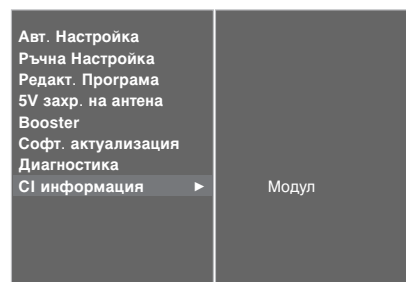 Авт. Настройка
Ръчна Настройка
Редакт. Програма
5V захр. на антена
Booster
Софт. актуализация
Диагностика
CI информация ►
Модул